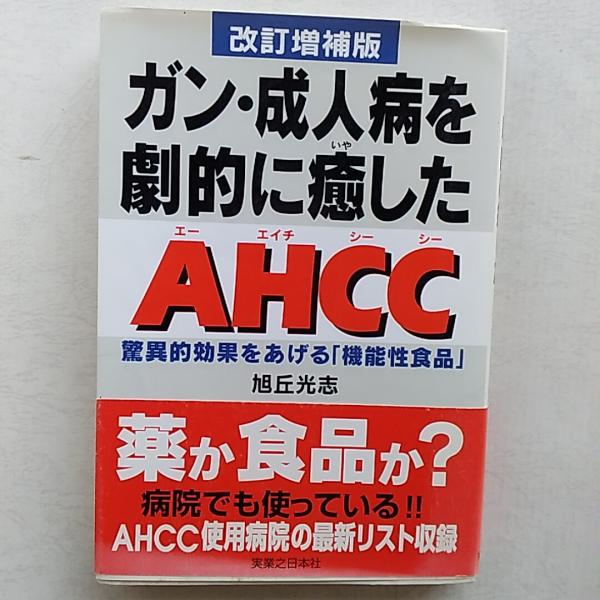 改訂増補版
ガン・成人病を
いや
劇的に癒した
エー エイチ シー シー
AHCC
驚異的効果をあげる「機能性食品」
旭丘光志
薬か食品か?
病院でも使っている!!
AHCC使用病院の最新リスト収録
実業之日本社